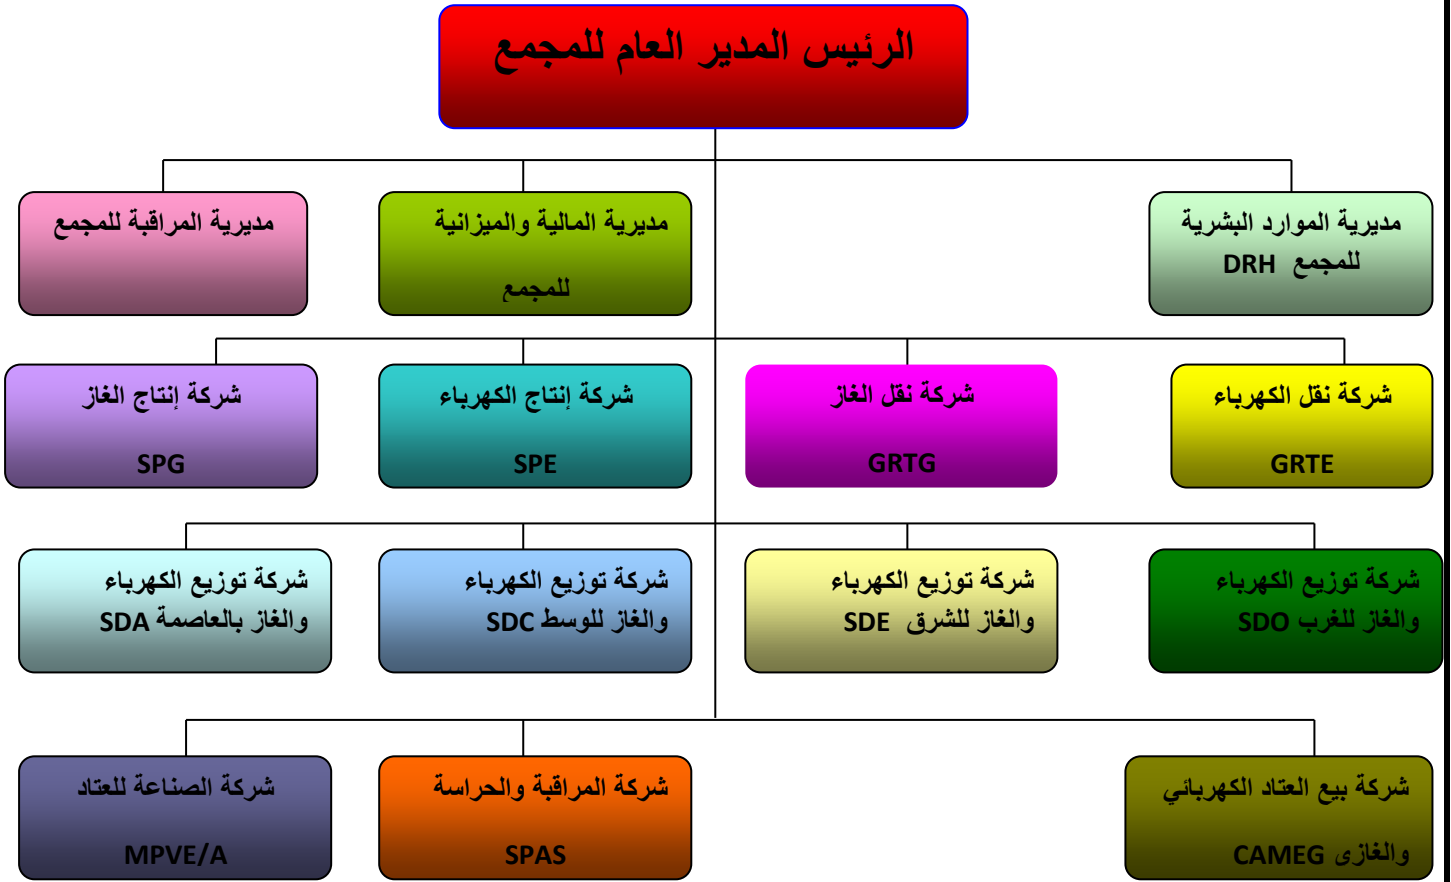 الرئيس المدير العام للمجمع
مديرية الموارد البشرية
للمجمع DRH
مديرية المالية والميزانية
للمجمع
مديرية المراقبة للمجمع
شركة نقل الكهرباء
GRTE
شركة نقل الغاز
GRTG
شركة إنتاج الكهرباء
SPE
شركة إنتاج الغاز
SPG
شركة توزيع الكهرباء
والغاز للغرب SDO
شركة توزيع الكهرباء
والغاز للشرق SDE
شركة توزيع الكهرباء
والغاز للوسط SDC
شركة توزيع الكهرباء
والغاز بالعاصمة SDA
شركة بيع العتاد الكهربائي
والغازي CAMEG
شركة المراقبة والحراسة
SPAS
شركة الصناعة للعتاد
MPVE/A